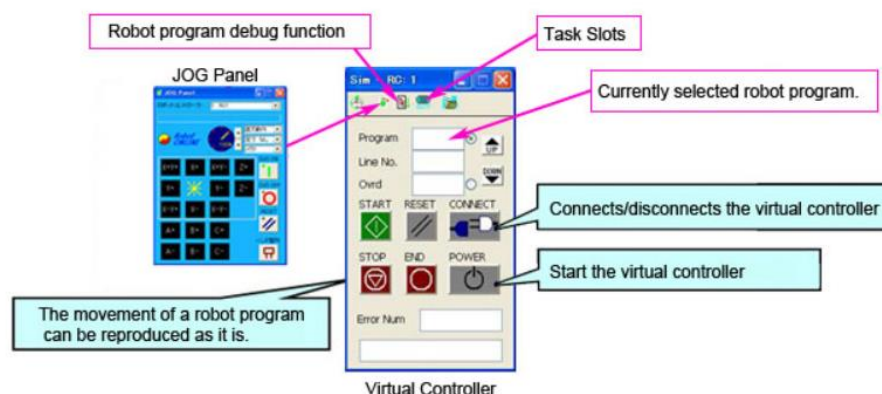 Robot program debug function
Task Slots
JOG Panel
JOG Panel
Sim - RC: 1
Currently selected robot program.
Program
UP
Line No.
DOWN
Ovrd
START RESET CONNECT
Connects/disconnects the virtual controller
STOP END POWER
Start the virtual controller
The movement of a robot program
can be reproduced as it is.
Error Num
Virtual Controller